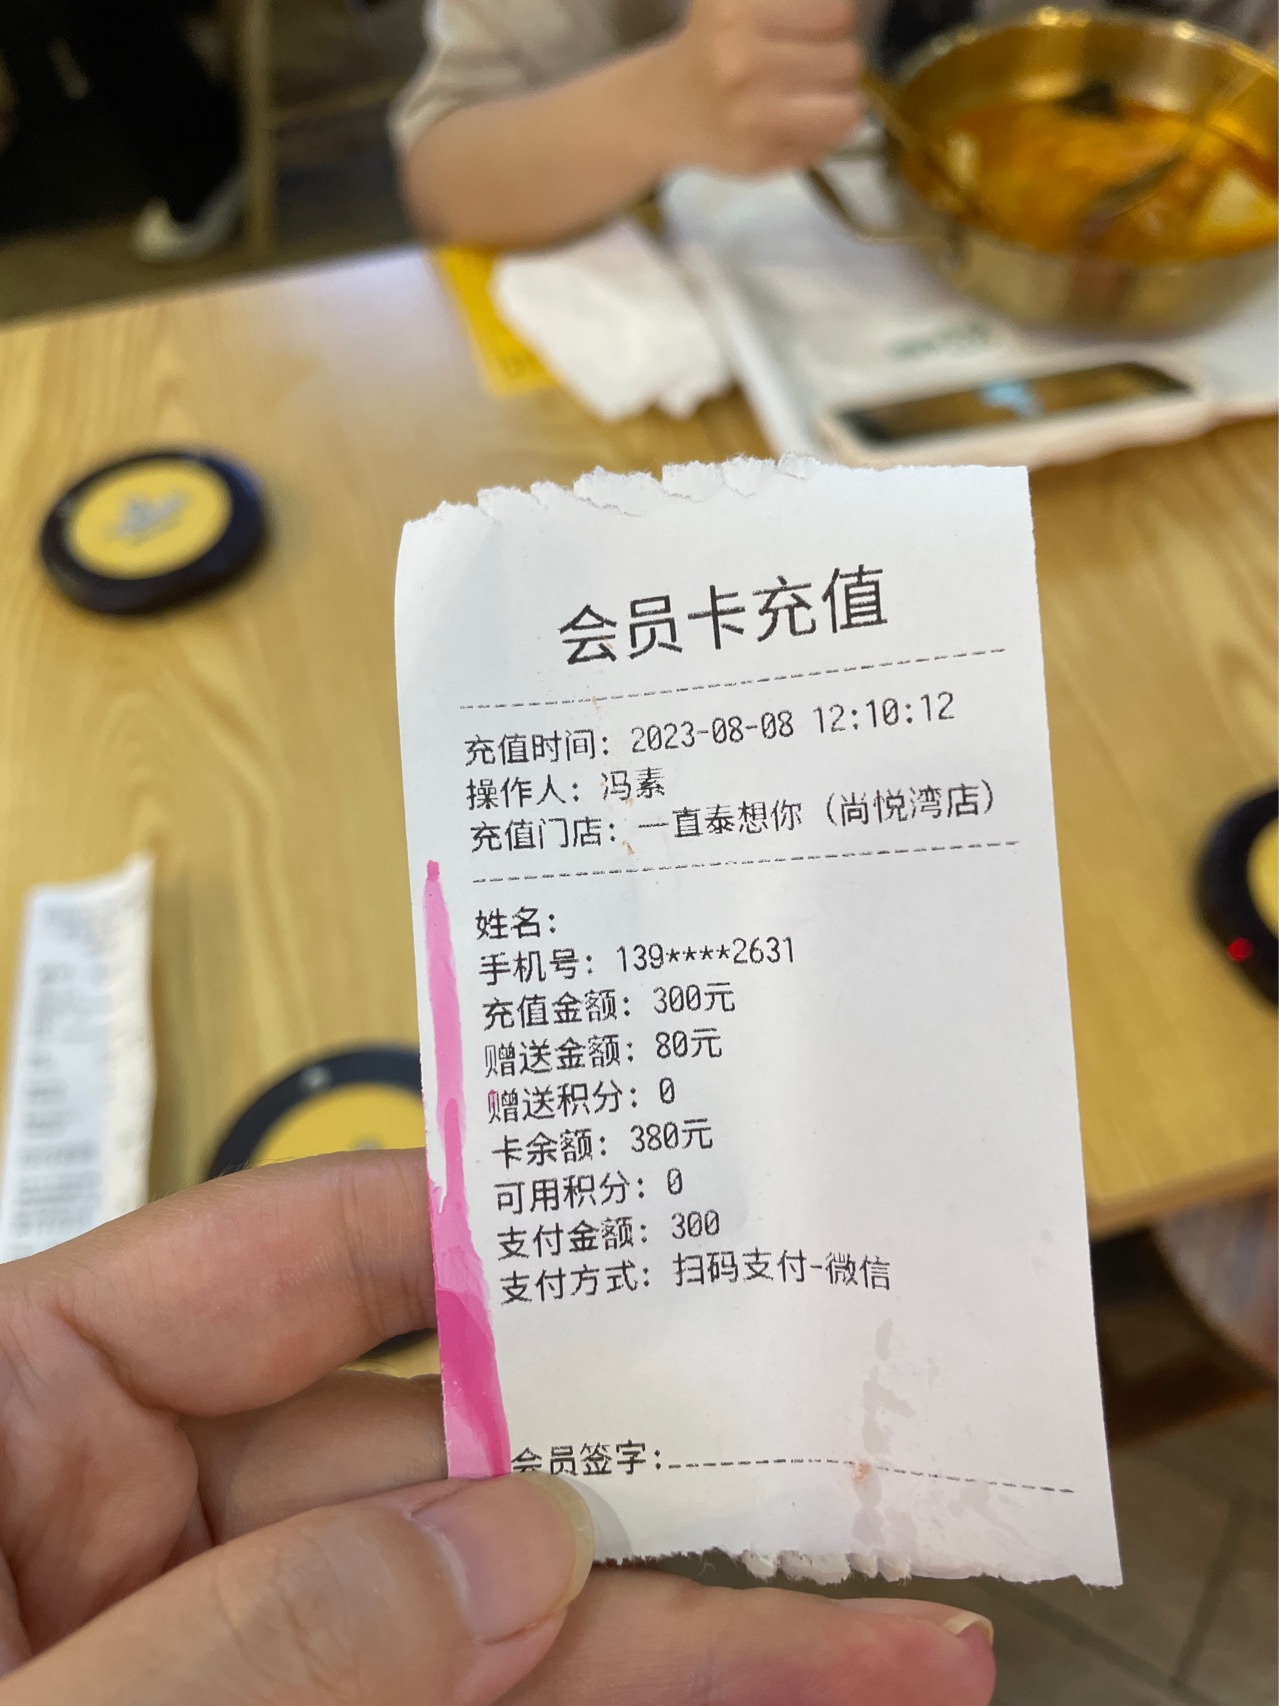 会员卡充值
充值时间：2023-08-08 12:10:12
操作人：冯素
充值门店：一直泰想你（尚悦湾店）
姓名：
手机号：139****2631
充值金额：300元
赠送金额：80元
赠送积分：0
卡余额：380元
可用积分：0
支付金额：300
支付方式：扫码支付-微信
会员签字：